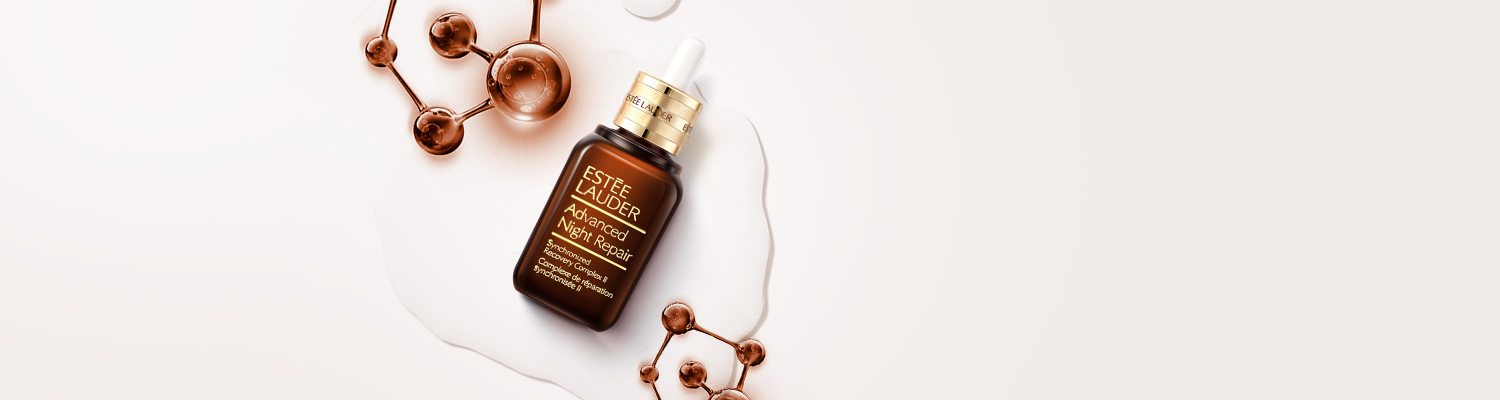 ESTĒE LAUDER
ESTĒE
LAUDER
Advanced
Night Repair
Synchronized
Recovery Complex II
Complexe de réparation
Synchronisée II